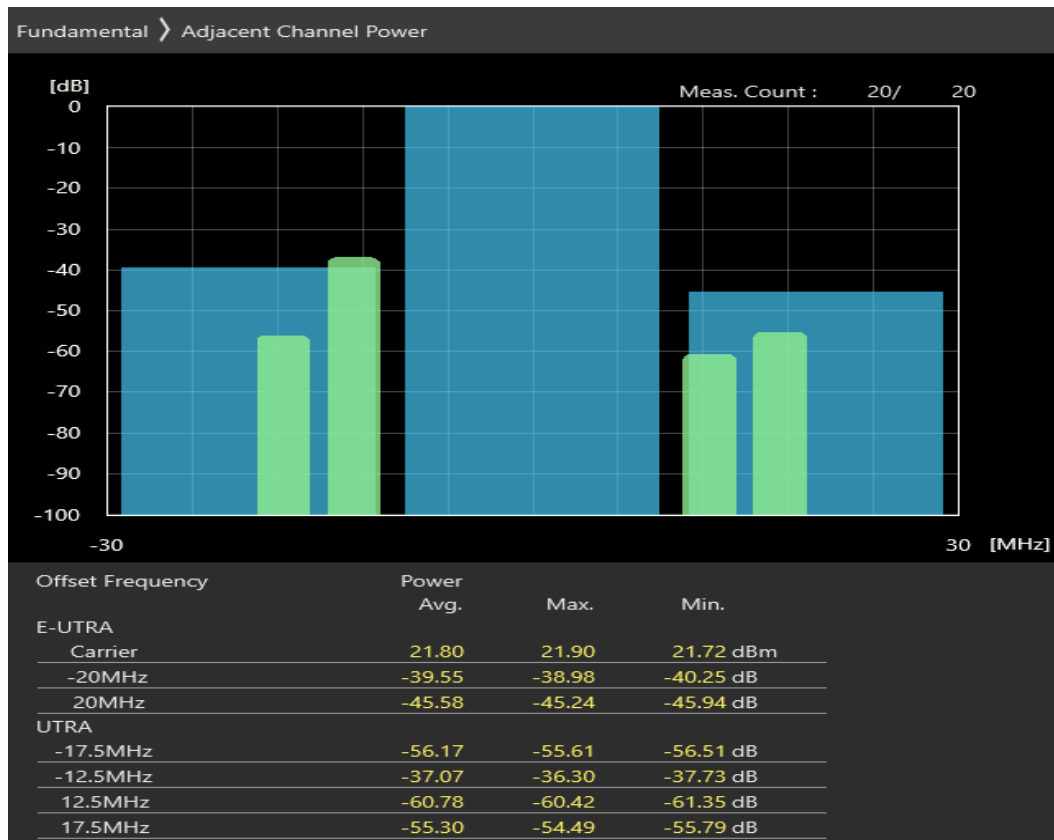 Fundamental 〉 Adjacent Channel Power
[dB]
Meas. Count : 20/ 20
0
-10
-20
-30
-40
-50
-60
-70
-80
-90
-100
-30 30 [MHz]
Offset Frequency Power
Avg. Max. Min.
E-UTRA
Carrier 21.80 21.90 21.72 dBm
-20MHz -39.55 -38.98 -40.25 dB
20MHz -45.58 -45.24 -45.94 dB
UTRA
-17.5MHz -56.17 -55.61 -56.51 dB
-12.5MHz -37.07 -36.30 -37.73 dB
12.5MHz -60.78 -60.42 -61.35 dB
17.5MHz -55.30 -54.49 -55.79 dB